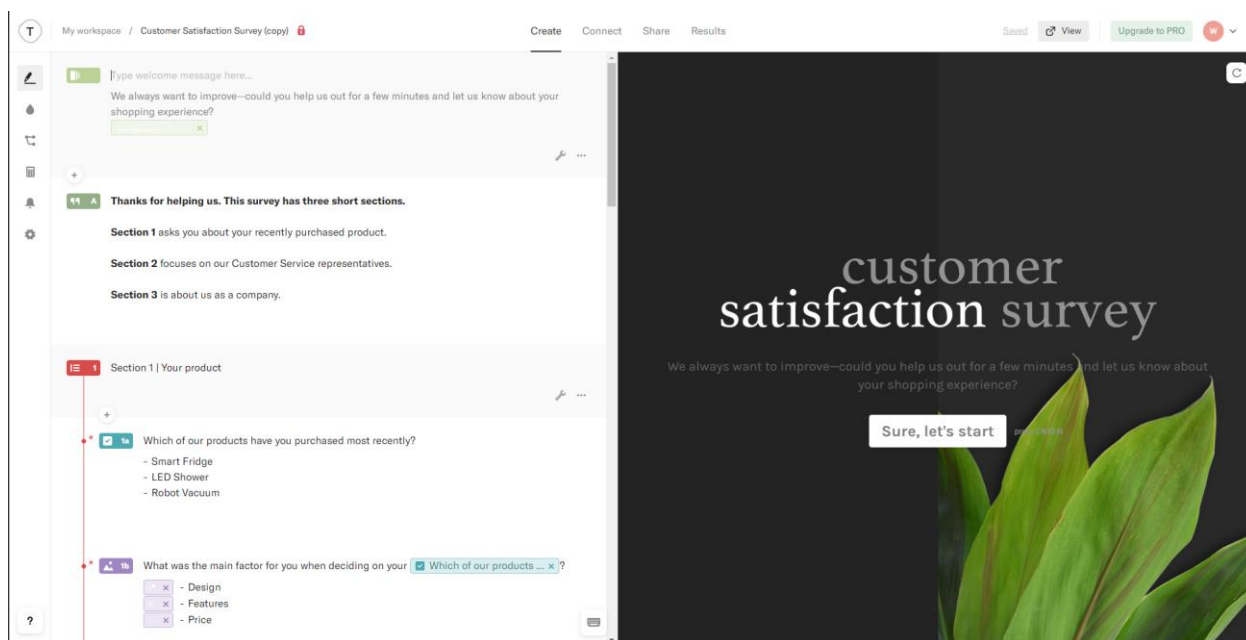 T
My workspace / Customer Satisfaction Survey (copy)
Create Connect Share Results
Saved View Upgrade to PRO W
Type welcome message here...
We always want to improve—could you help us out for a few minutes and let us know about your
shopping experience?
A Thanks for helping us. This survey has three short sections.
Section 1 asks you about your recently purchased product.
Section 2 focuses on our Customer Service representatives.
Section 3 is about us as a company.
1 Section 1 | Your product
* 1a Which of our products have you purchased most recently?
- Smart Fridge
- LED Shower
- Robot Vacuum
* 1b What was the main factor for you when deciding on your Which of our products ... × ?
- Design
- Features
- Price
?
customer
satisfaction survey
We always want to improve—could you help us out for a few minutes and let us know about
your shopping experience?
Sure, let's start
press ENTER